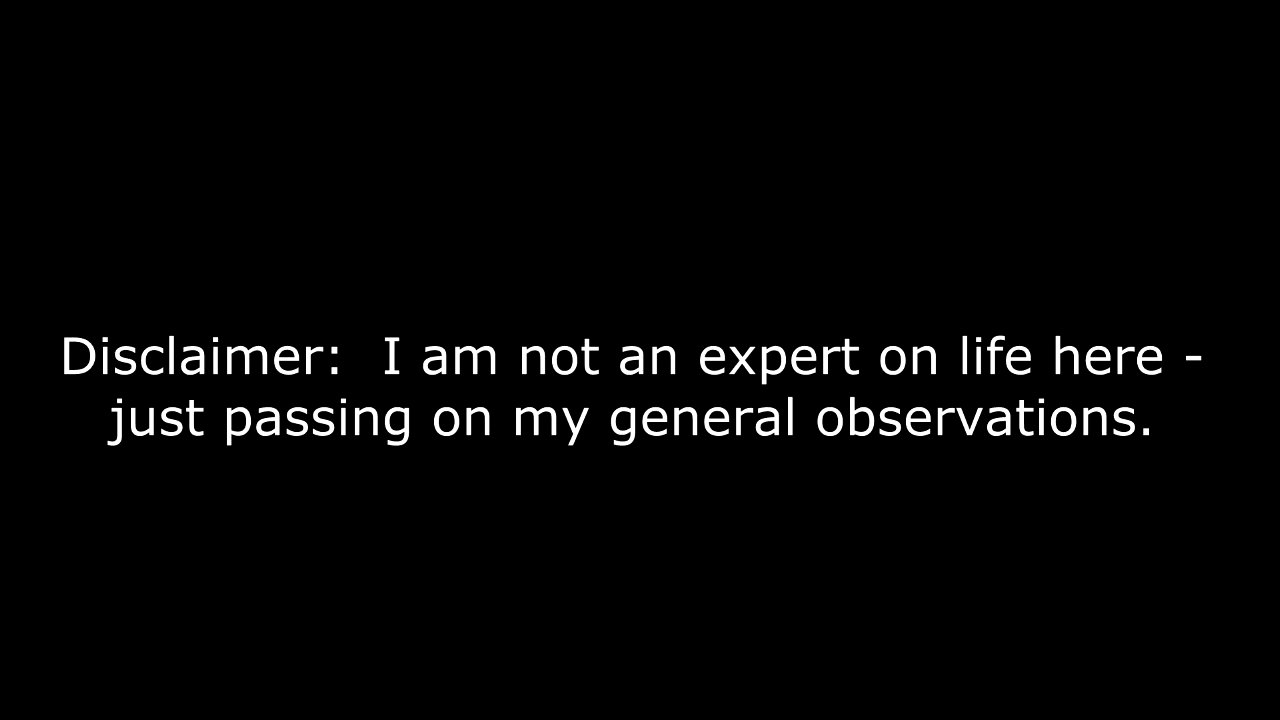 Disclaimer:  I am not an expert on life here -
just passing on my general observations.